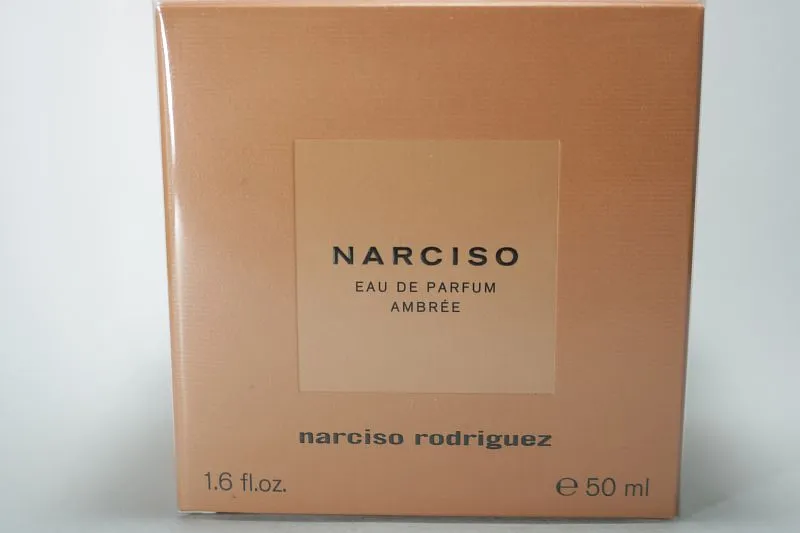 NARCISO
EAU DE PARFUM
AMBRÉE
narciso rodriguez
1.6 fl.oz. ℮ 50 ml